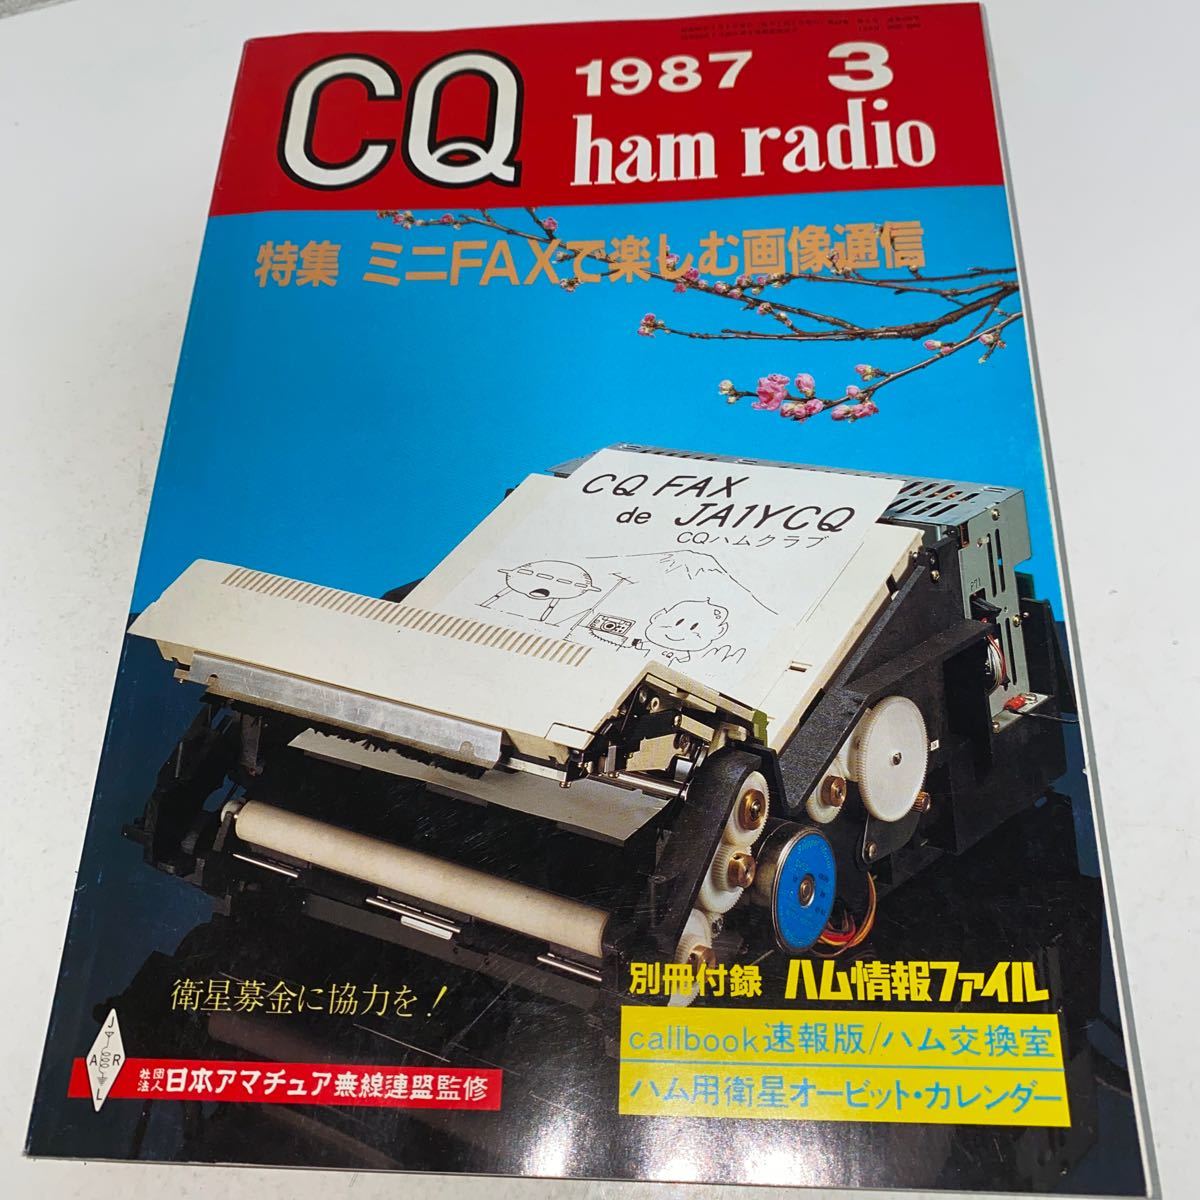 CQ
1987 3
ham radio
特集 ミニFAXで楽しむ画像通信
CQ FAX
de JA1YCQ
CQハムクラブ
CQ
別冊付録 ハム情報ファイル
callbook速報版/ハム交換室
ハム用衛星オービット・カレンダー
衛星募金に協力を!
JARL
社団法人 日本アマチュア無線連盟監修